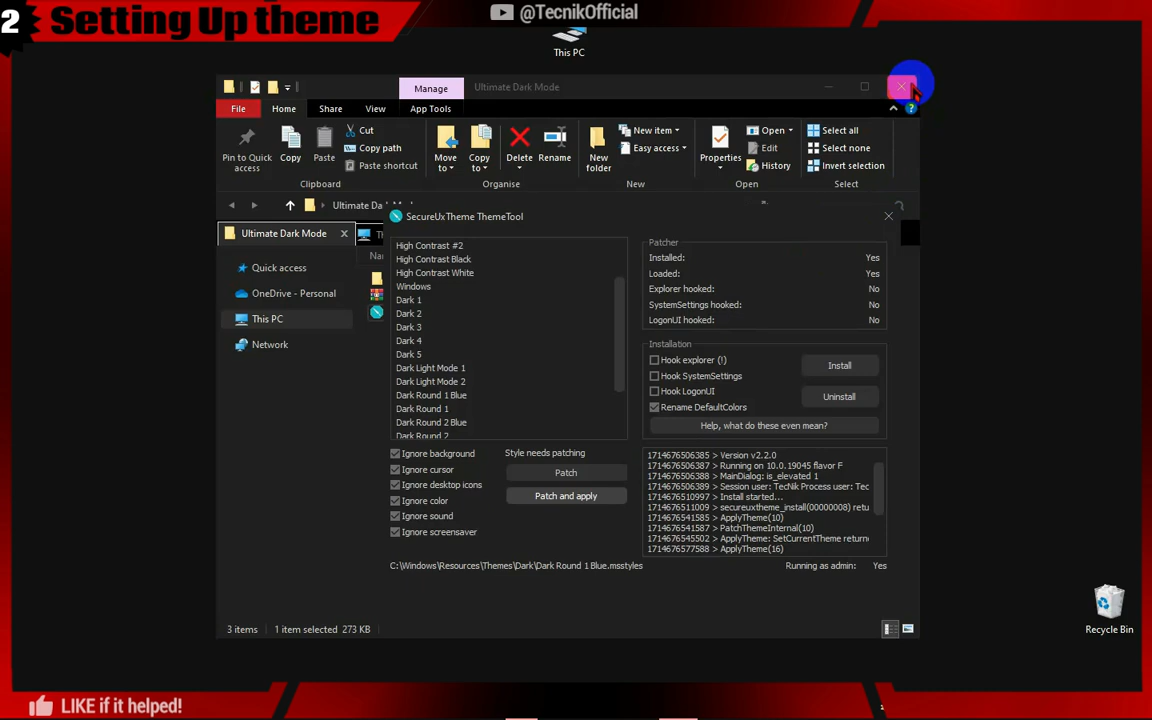 2 Setting Up theme
@TecnikOfficial
This PC
Manage
Ultimate Dark Mode
File
Home
Share
View
App Tools
Pin to Quick access
Copy
Paste
Cut
Copy path
Paste shortcut
Clipboard
Move to
Copy to
Delete
Rename
Organise
New folder
New item
Easy access
New
Properties
Open
Edit
History
Open
Select all
Select none
Invert selection
Select
Ultimate Da
SecureUxTheme ThemeTool
Ultimate Dark Mode
Quick access
OneDrive - Personal
This PC
Network
High Contrast #2
High Contrast Black
High Contrast White
Windows
Dark 1
Dark 2
Dark 3
Dark 4
Dark 5
Dark Light Mode 1
Dark Light Mode 2
Dark Round 1 Blue
Dark Round 1
Dark Round 2 Blue
Dark Round 2
Ignore background
Ignore cursor
Ignore desktop icons
Ignore color
Ignore sound
Ignore screensaver
Style needs patching
Patch
Patch and apply
Patcher
Installed: Yes
Loaded: Yes
Explorer hooked: No
SystemSettings hooked: No
LogonUI hooked: No
Installation
Hook explorer (!)
Hook SystemSettings
Hook LogonUI
Rename DefaultColors
Install
Uninstall
Help, what do these even mean?
1714676506385 > Version v2.2.0
1714676506387 > Running on 10.0.19045 flavor F
1714676506388 > MainDialog: is_elevated 1
1714676506389 > Session user: TecNik Process user: Tec
1714676510997 > Install started...
1714676511009 > secureuxtheme_install(00000008) retu
1714676541585 > ApplyTheme(10)
1714676541587 > PatchThemeInternal(10)
1714676545502 > ApplyTheme: SetCurrentTheme return
1714676577588 > ApplyTheme(16)
C:\Windows\Resources\Themes\Dark\Dark Round 1 Blue.msstyles
Running as admin: Yes
3 items
1 item selected 273 KB
Recycle Bin
LIKE if it helped!